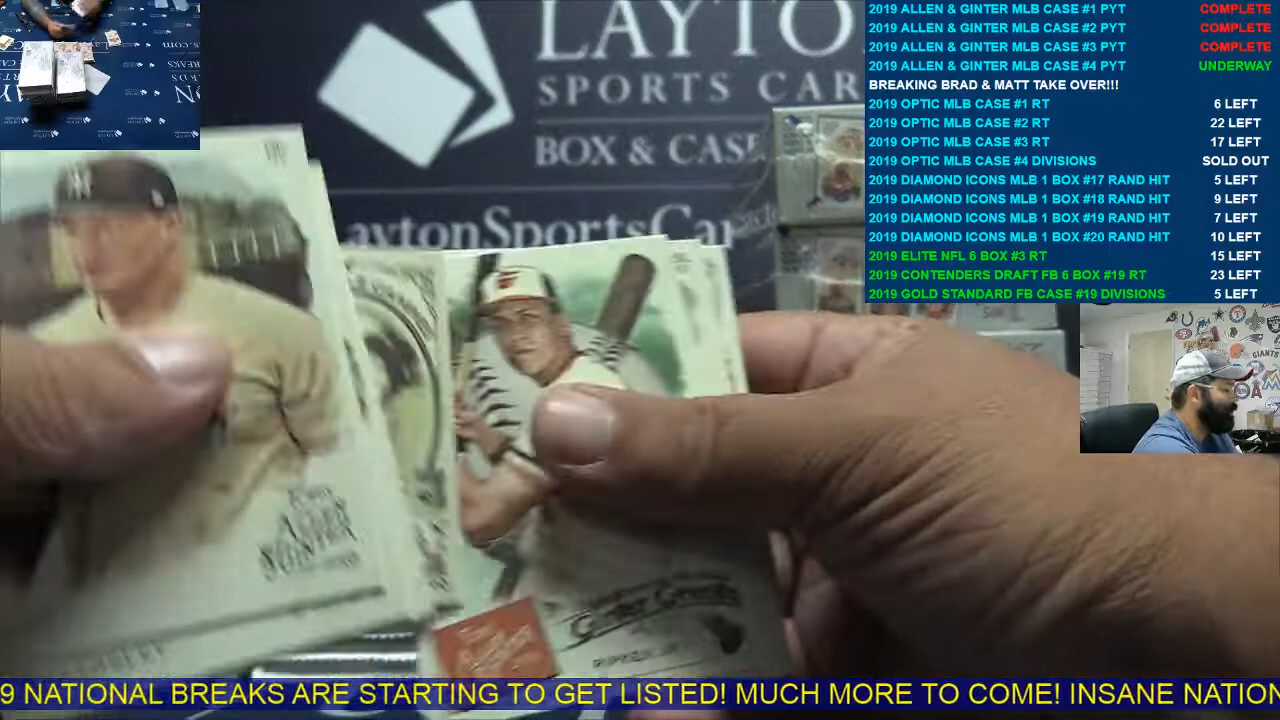 LAYTO
SPORTS CAR
BOX & CASE
aytonSportsCar
Ginter Greats
RIPKEN JR
2019 ALLEN & GINTER MLB CASE #1 PYT COMPLETE
2019 ALLEN & GINTER MLB CASE #2 PYT COMPLETE
2019 ALLEN & GINTER MLB CASE #3 PYT COMPLETE
2019 ALLEN & GINTER MLB CASE #4 PYT UNDERWAY
BREAKING BRAD & MATT TAKE OVER!!!
2019 OPTIC MLB CASE #1 RT 6 LEFT
2019 OPTIC MLB CASE #2 RT 22 LEFT
2019 OPTIC MLB CASE #3 RT 17 LEFT
2019 OPTIC MLB CASE #4 DIVISIONS SOLD OUT
2019 DIAMOND ICONS MLB 1 BOX #17 RAND HIT 5 LEFT
2019 DIAMOND ICONS MLB 1 BOX #18 RAND HIT 9 LEFT
2019 DIAMOND ICONS MLB 1 BOX #19 RAND HIT 7 LEFT
2019 DIAMOND ICONS MLB 1 BOX #20 RAND HIT 10 LEFT
2019 ELITE NFL 6 BOX #3 RT 15 LEFT
2019 CONTENDERS DRAFT FB 6 BOX #19 RT 23 LEFT
2019 GOLD STANDARD FB CASE #19 DIVISIONS 5 LEFT
9 NATIONAL BREAKS ARE STARTING TO GET LISTED! MUCH MORE TO COME! INSANE NATION